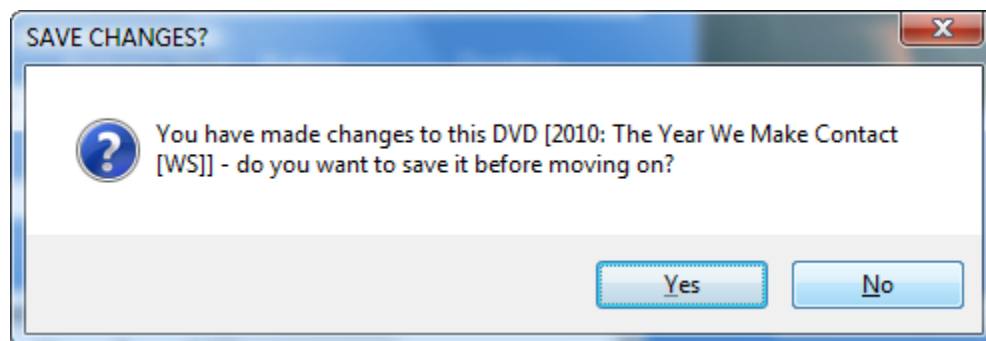 SAVE CHANGES?
You have made changes to this DVD [2010: The Year We Make Contact
[WS]] - do you want to save it before moving on?
Yes
No